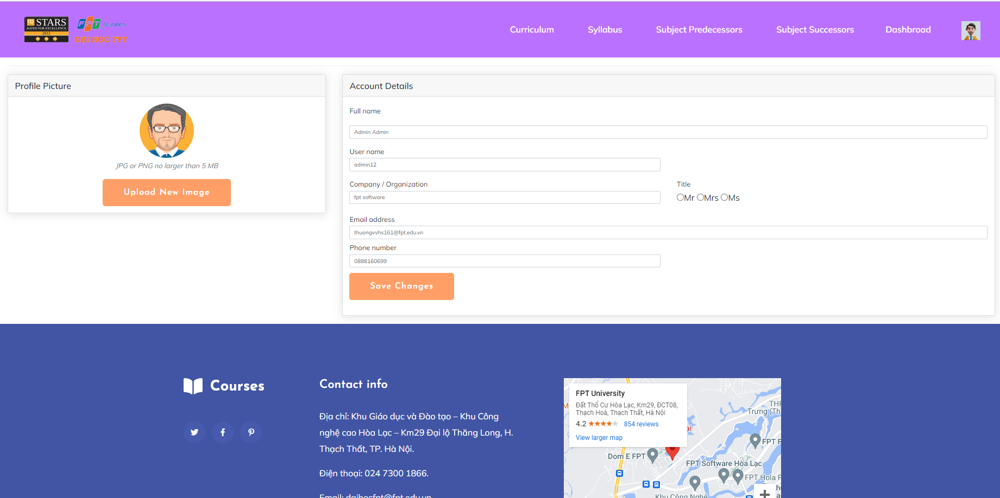 QS STARS
RATED FOR EXCELLENCE
2012
FPT Education
ĐẠI HỌC FPT
Curriculum
Syllabus
Subject Predecessors
Subject Successors
Dashbroad
Profile Picture
JPG or PNG no larger than 5 MB
Upload New Image
Account Details
Full name
Admin Admin
User name
admin12
Company / Organization
fpt software
Title
Mr Mrs Ms
Email address
thuongvvhs161@fpt.edu.vn
Phone number
0888160699
Save Changes
Courses
Contact info
Địa chỉ: Khu Giáo dục và Đào tạo – Khu Công
nghệ cao Hòa Lạc – Km29 Đại lộ Thăng Long, H.
Thạch Thất, TP. Hà Nội.
Điện thoại: 024 7300 1866.
Email: daihocfpt@fpt.edu.vn
FPT University
Đất Thổ Cư Hòa Lạc, Km29, ĐCT08,
Thạch Hoà, Thạch Thất, Hà Nội
4.2 854 reviews
View larger map
Trưng (Th
FPT F
Dom E FPT
FPT Software Hòa Lạc
FPT Hola P
Khu Công Nghệ